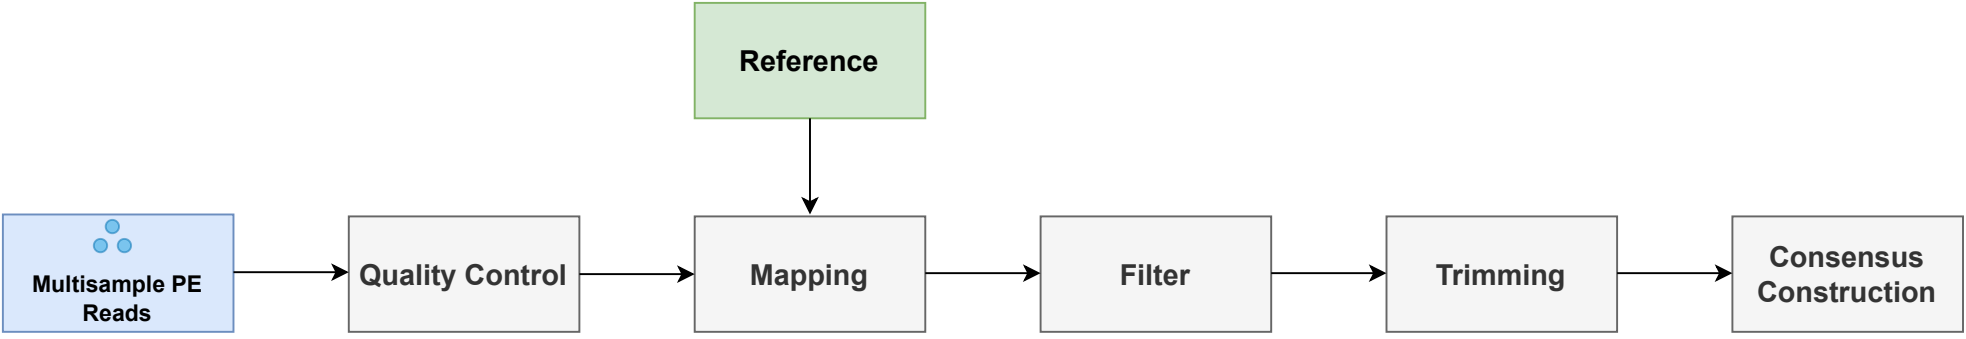 Reference
Multisample PE
Reads
Quality Control
Mapping
Filter
Trimming
Consensus
Construction